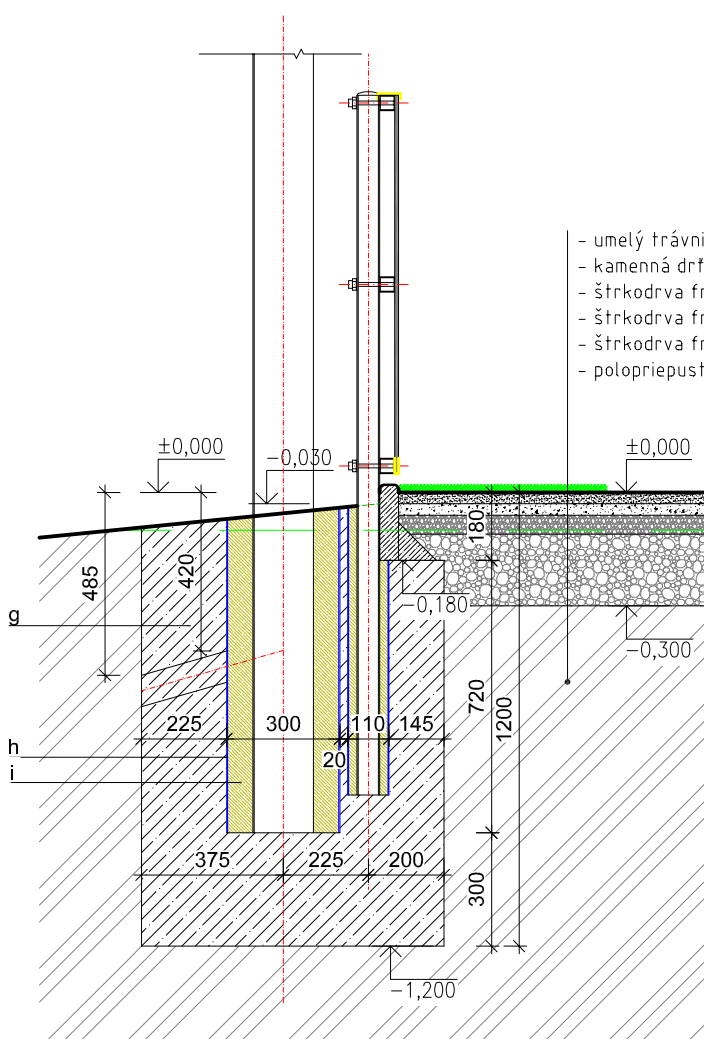 - umelý trávni
- kamenná drť
- štrkodrva fr
- štrkodrva fr
- štrkodrva fr
- polopriepust
±0,000
-0,030
±0,000
180
485
420
-0,180
g
-0,300
720
1200
225
300
110
145
h
20
i
375
225
200
300
-1,200